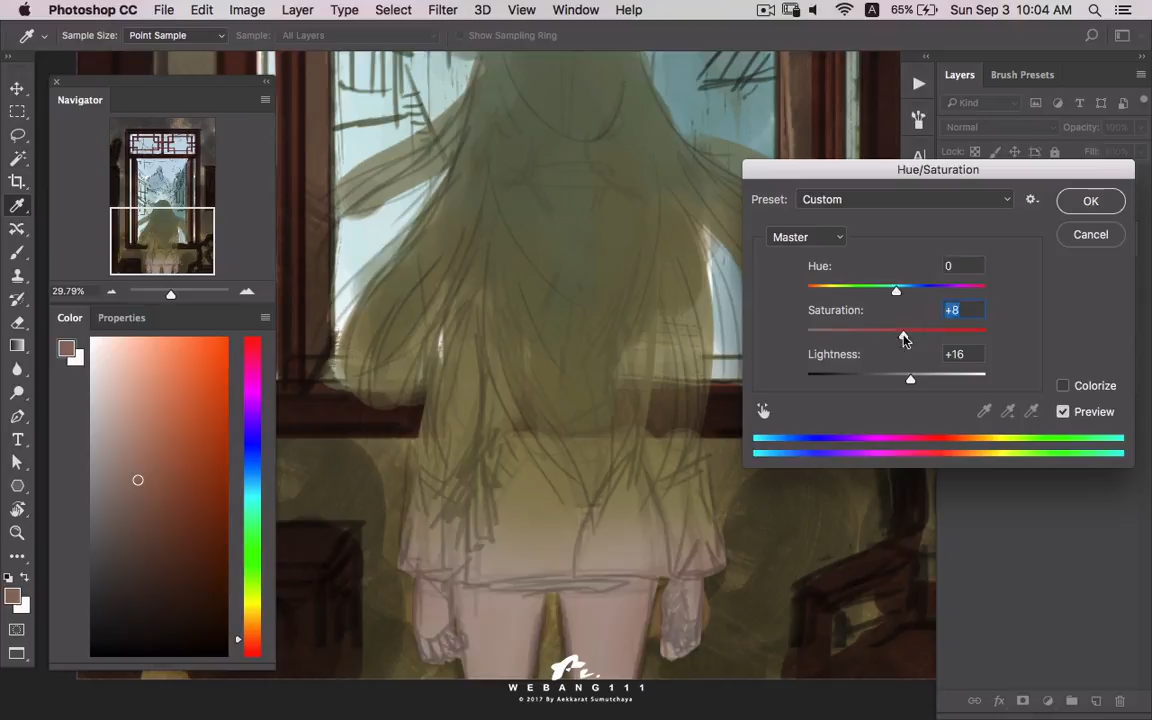 Photoshop CC File Edit Image Layer Type Select Filter 3D View Window Help A 65% Sun Sep 3 10:04 AM
Sample Size: Point Sample Sample: All Layers Show Sampling Ring
Navigator
29.79%
Color Properties
Layers Brush Presets
Kind
Normal Opacity: 100%
Lock: Fill: 100%
A
Hue/Saturation
Preset: Custom OK
Cancel
Master
Hue: 0
Saturation: +8
Lightness: +16
Colorize
Preview
WEBANG111
© 2017 By Aekkarat Sumutchaya
fx